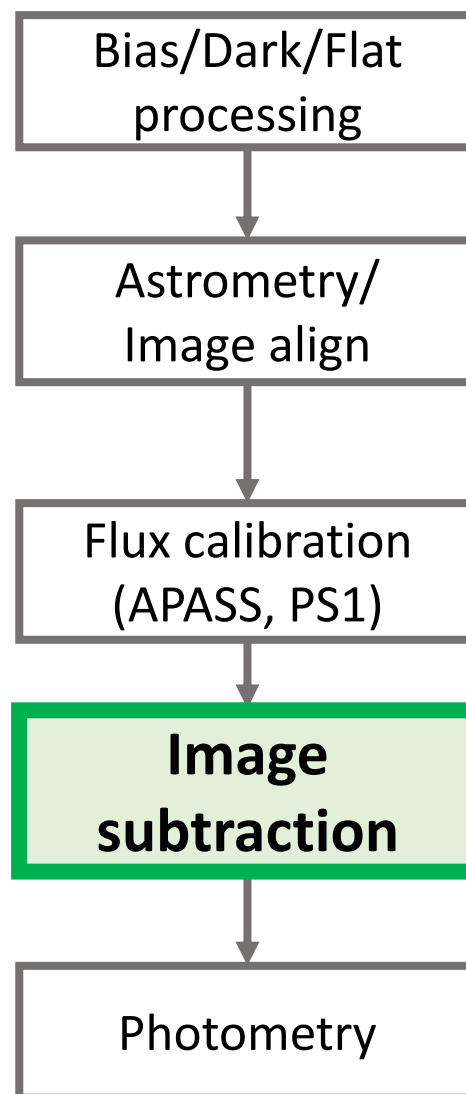 Bias/Dark/Flat
processing
Astrometry/
Image align
Flux calibration
(APASS, PS1)
Image
subtraction
Photometry